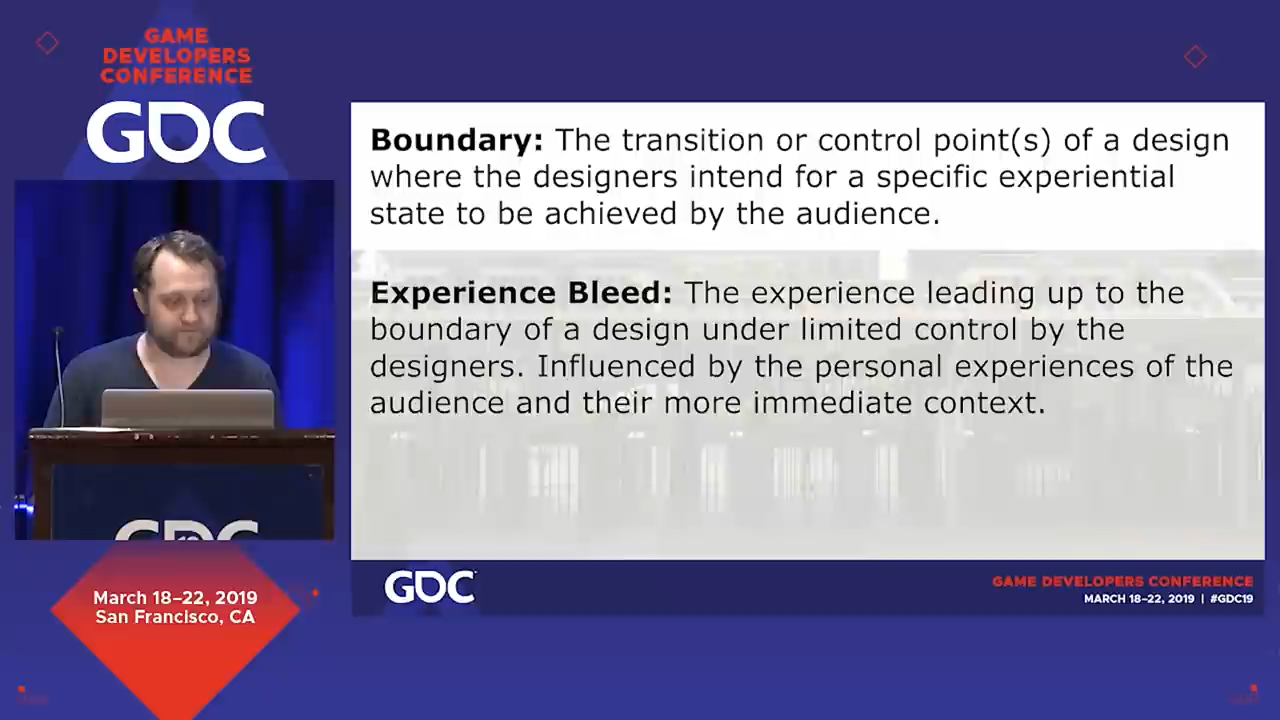 GAME
DEVELOPERS
CONFERENCE
GDC
Boundary: The transition or control point(s) of a design
where the designers intend for a specific experiential
state to be achieved by the audience.
Experience Bleed: The experience leading up to the
boundary of a design under limited control by the
designers. Influenced by the personal experiences of the
audience and their more immediate context.
GDC
March 18–22, 2019
San Francisco, CA
GDC
GAME DEVELOPERS CONFERENCE
MARCH 18–22, 2019 | #GDC19